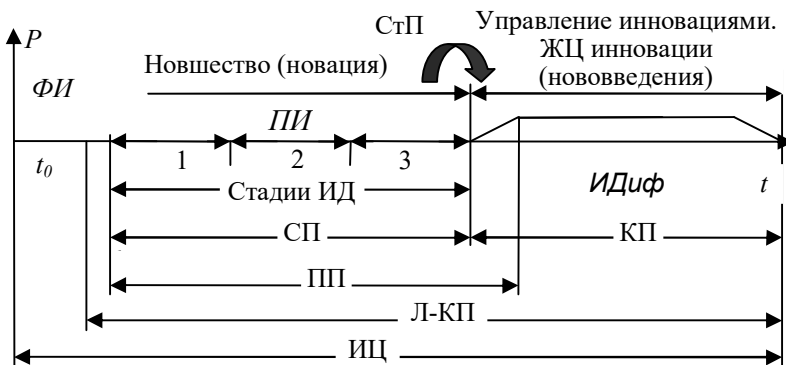 P
СтП
Управление инновациями.
ЖЦ инновации
(нововведения)
Новшество (новация)
ФИ
ПИ
1
2
3
t0
Стадии ИД
ИДиф
t
СП
КП
ПП
Л-КП
ИЦ